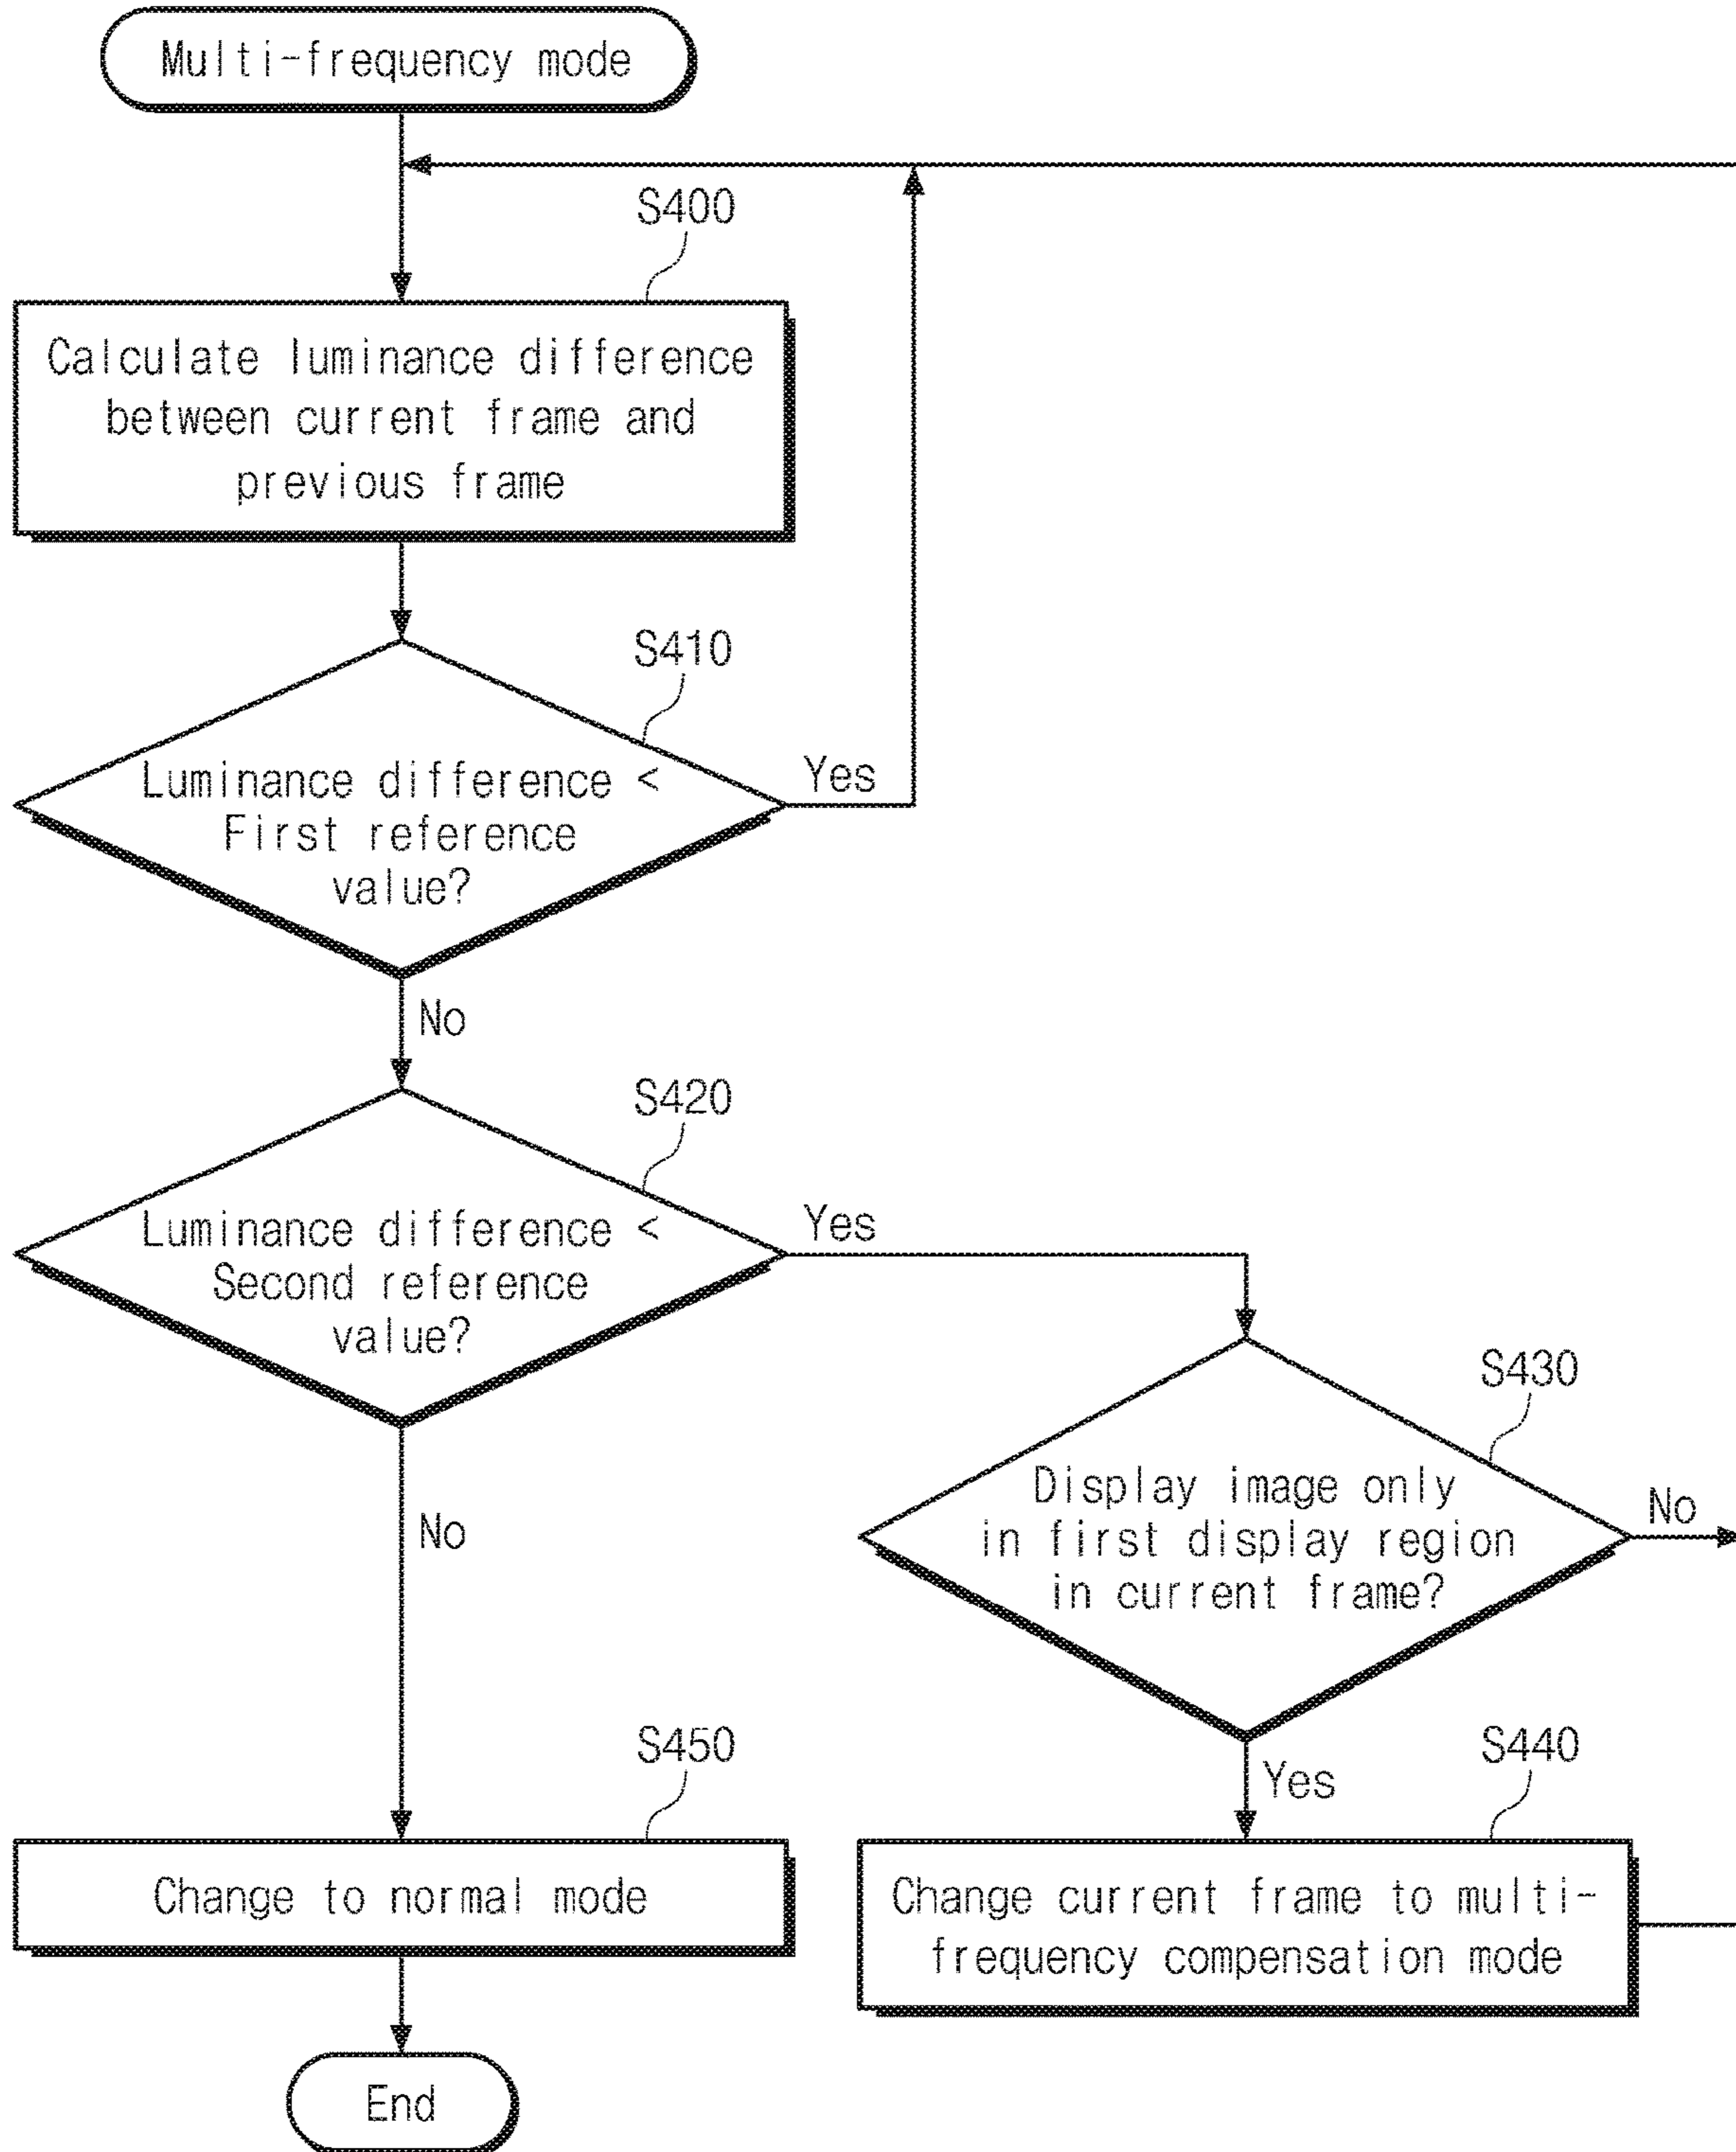 Multi-frequency mode
S400
Calculate luminance difference
between current frame and
previous frame
S410
Luminance difference <
First reference
value?
Yes
No
S420
Luminance difference <
Second reference
value?
Yes
No
S430
Display image only
in first display region
in current frame?
No
Yes
S440
Change current frame to multi-
frequency compensation mode
S450
Change to normal mode
End